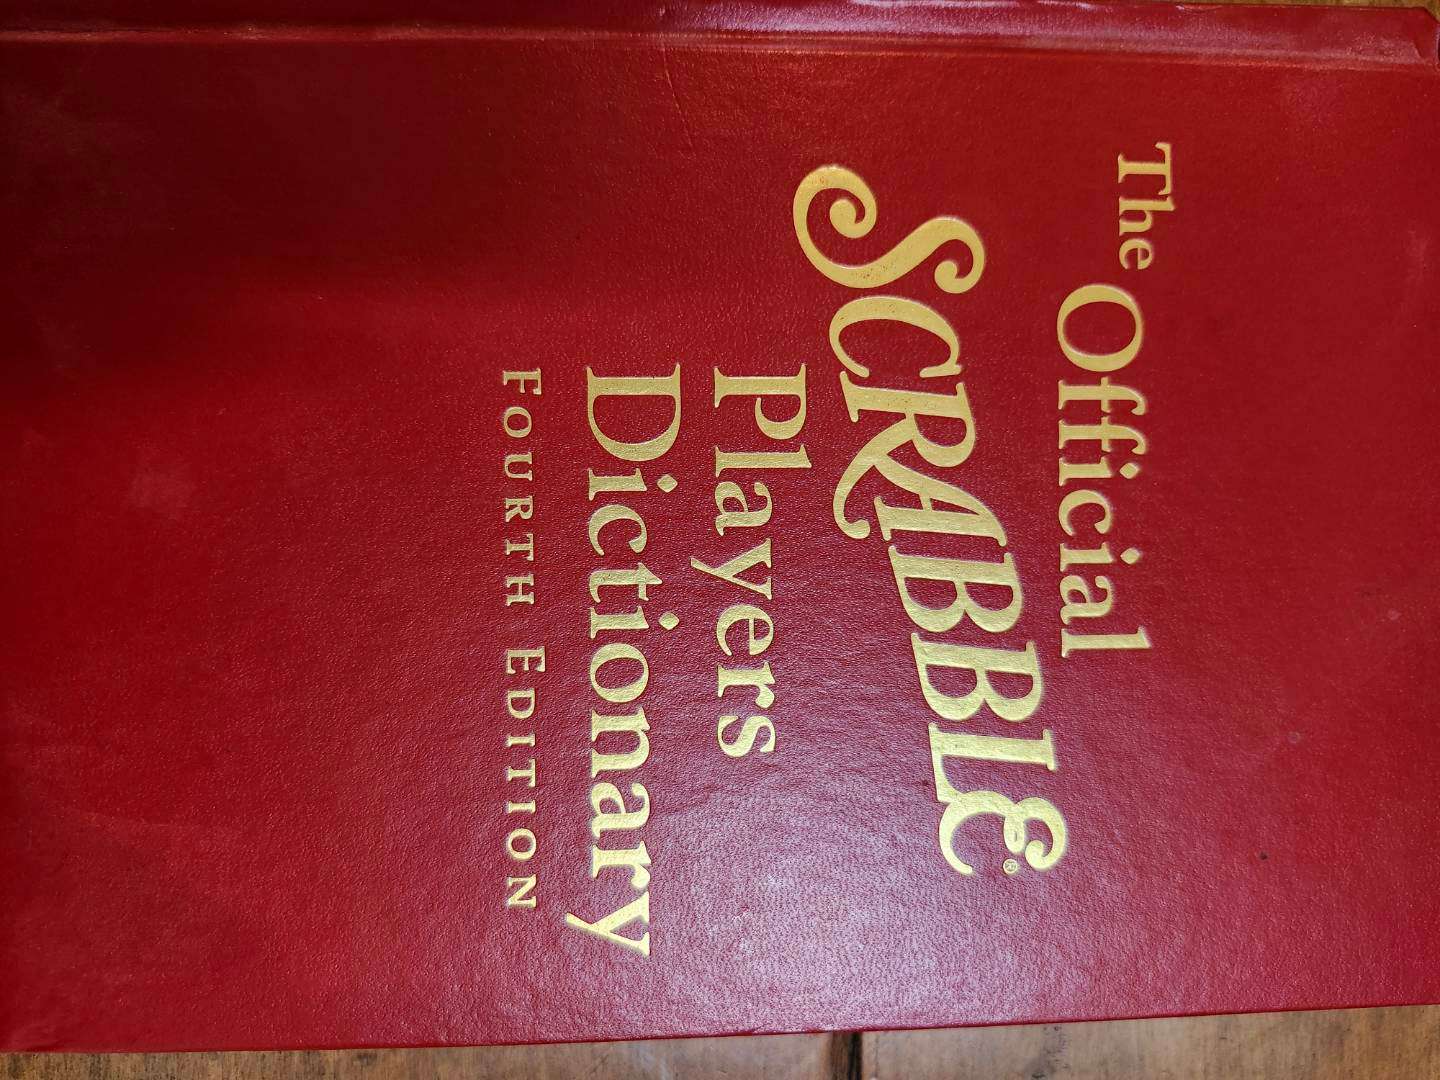 The Official
SCRABBLE®
Players
Dictionary
FOURTH EDITION